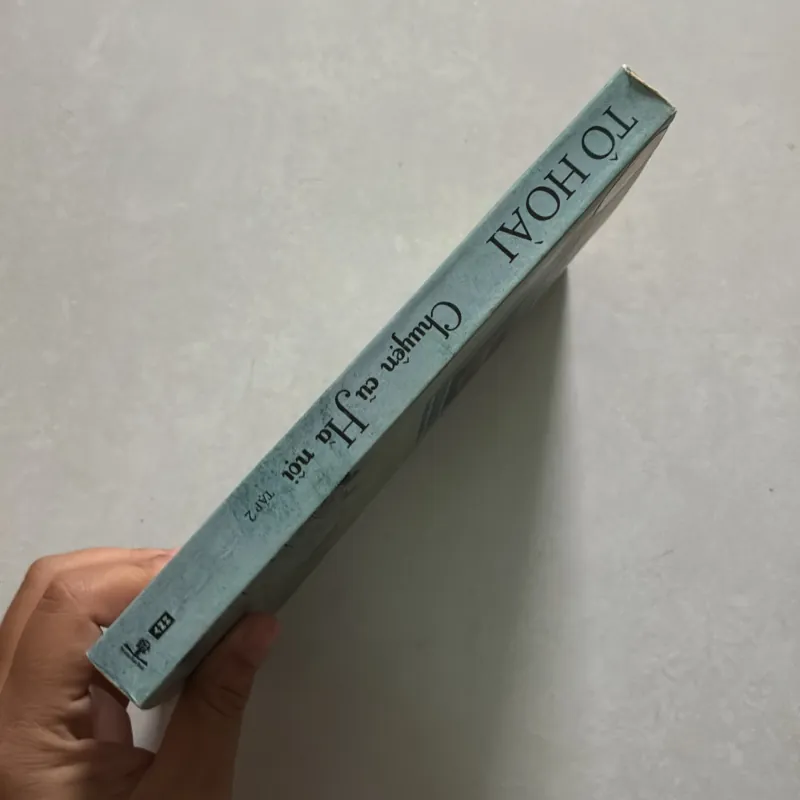 TÔ HOÀI
Chuyện cũ Hà nội
TẬP 2